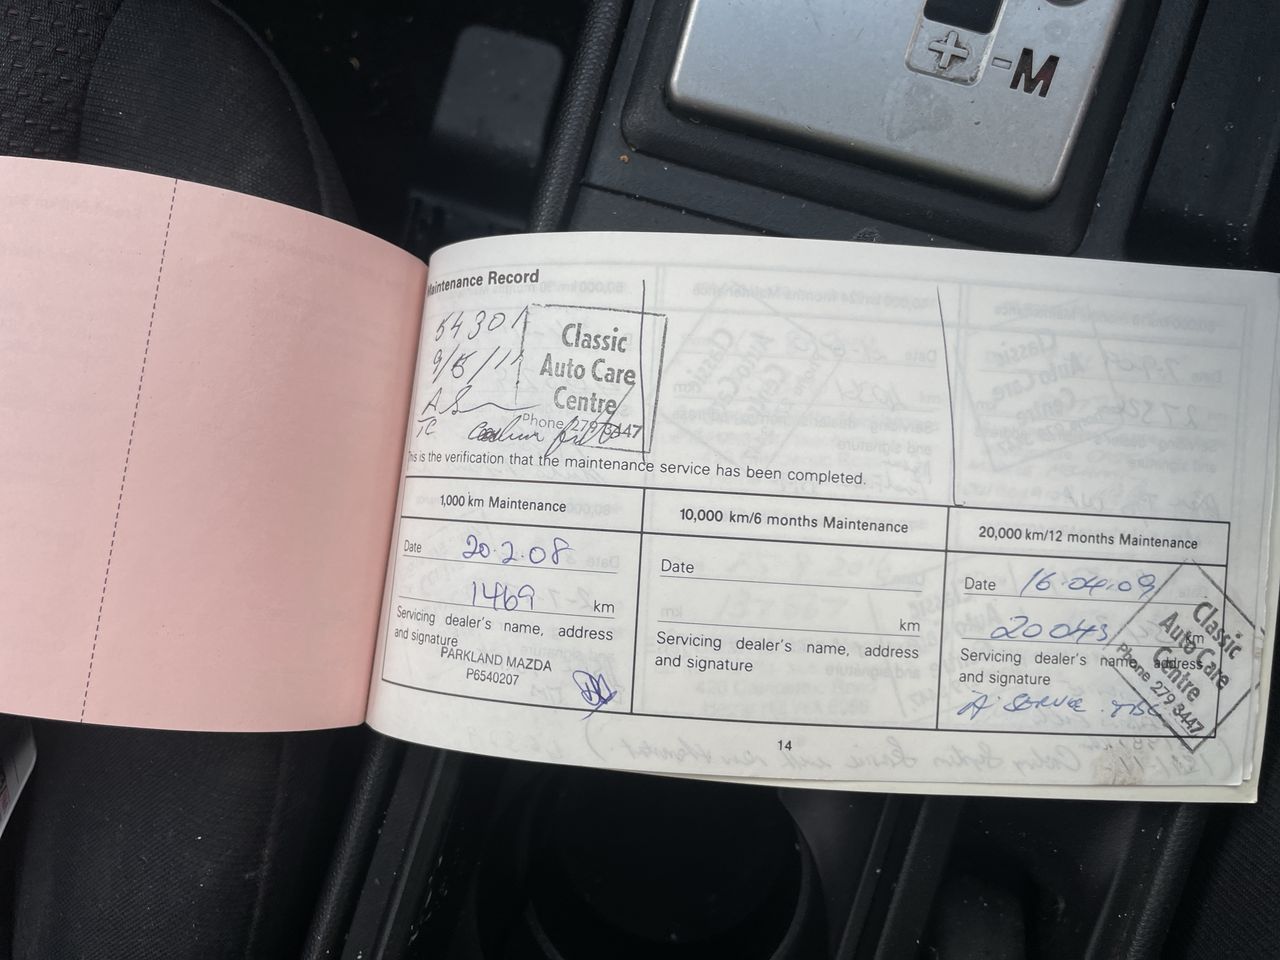 +
-M
Maintenance Record
54301
9/5/11
Classic
Auto Care
Centre
Phone 279 3447
This is the verification that the maintenance service has been completed.
1,000 km Maintenance
Date 20.2.08
1469 km
Servicing dealer's name, address
and signature
PARKLAND MAZDA
P6540207
10,000 km/6 months Maintenance
Date
km
Servicing dealer's name, address
and signature
20,000 km/12 months Maintenance
Date 16.04.09
20043 km
Servicing dealer's name, address
and signature
A Service
Classic
Auto Care
Centre
Phone 279 3447
14